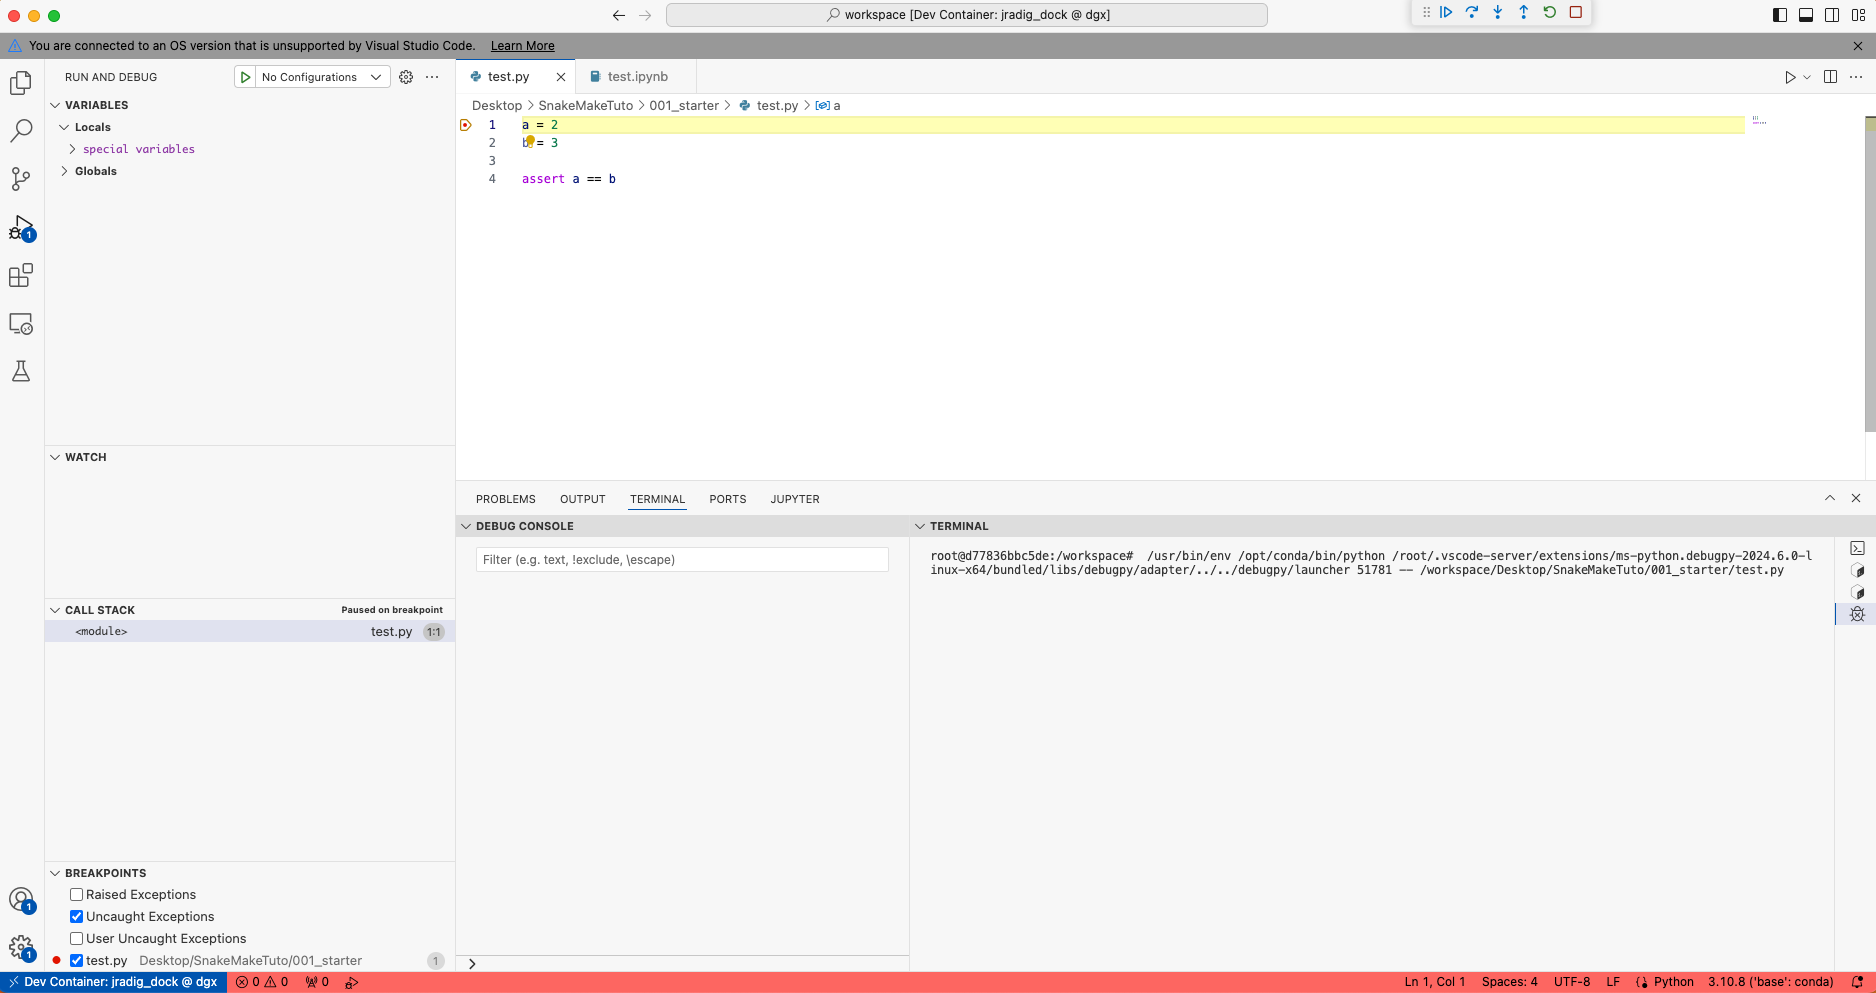 workspace [Dev Container: jradig_dock @ dgx]
You are connected to an OS version that is unsupported by Visual Studio Code. Learn More
RUN AND DEBUG
No Configurations
VARIABLES
Locals
special variables
Globals
WATCH
CALL STACK
Paused on breakpoint
<module>
test.py 1:1
BREAKPOINTS
Raised Exceptions
Uncaught Exceptions
User Uncaught Exceptions
test.py Desktop/SnakeMakeTuto/001_starter 1
1
1
1
test.py
test.ipynb
Desktop > SnakeMakeTuto > 001_starter > test.py > a
1 a = 2
2 b = 3
3
4 assert a == b
PROBLEMS OUTPUT TERMINAL PORTS JUPYTER
DEBUG CONSOLE
Filter (e.g. text, !exclude, \escape)
TERMINAL
root@d77836bbc5de:/workspace#  /usr/bin/env /opt/conda/bin/python /root/.vscode-server/extensions/ms-python.debugpy-2024.6.0-l
inux-x64/bundled/libs/debugpy/adapter/../../debugpy/launcher 51781 -- /workspace/Desktop/SnakeMakeTuto/001_starter/test.py
Dev Container: jradig_dock @ dgx 0 0 0 Ln 1, Col 1 Spaces: 4 UTF-8 LF Python 3.10.8 ('base': conda)